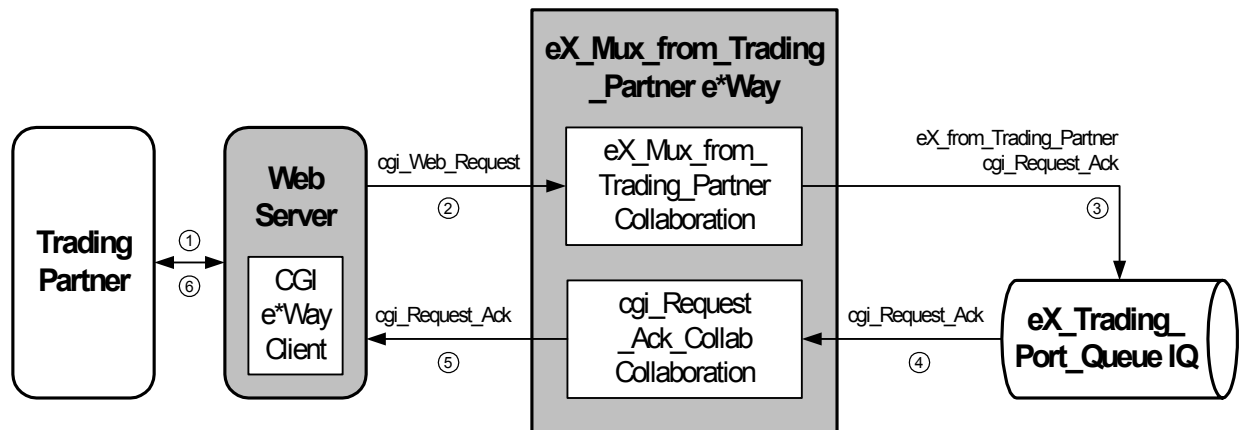 eX_Mux_from_Trading
_Partner e*Way
Trading
Partner
①
⑥
Web
Server
CGI
e*Way
Client
cgi_Web_Request
②
eX_Mux_from_
Trading_Partner
Collaboration
eX_from_Trading_Partner
cgi_Request_Ack
③
cgi_Request_Ack
⑤
cgi_Request
_Ack_Collab
Collaboration
cgi_Request_Ack
④
eX_Trading_
Port_Queue IQ